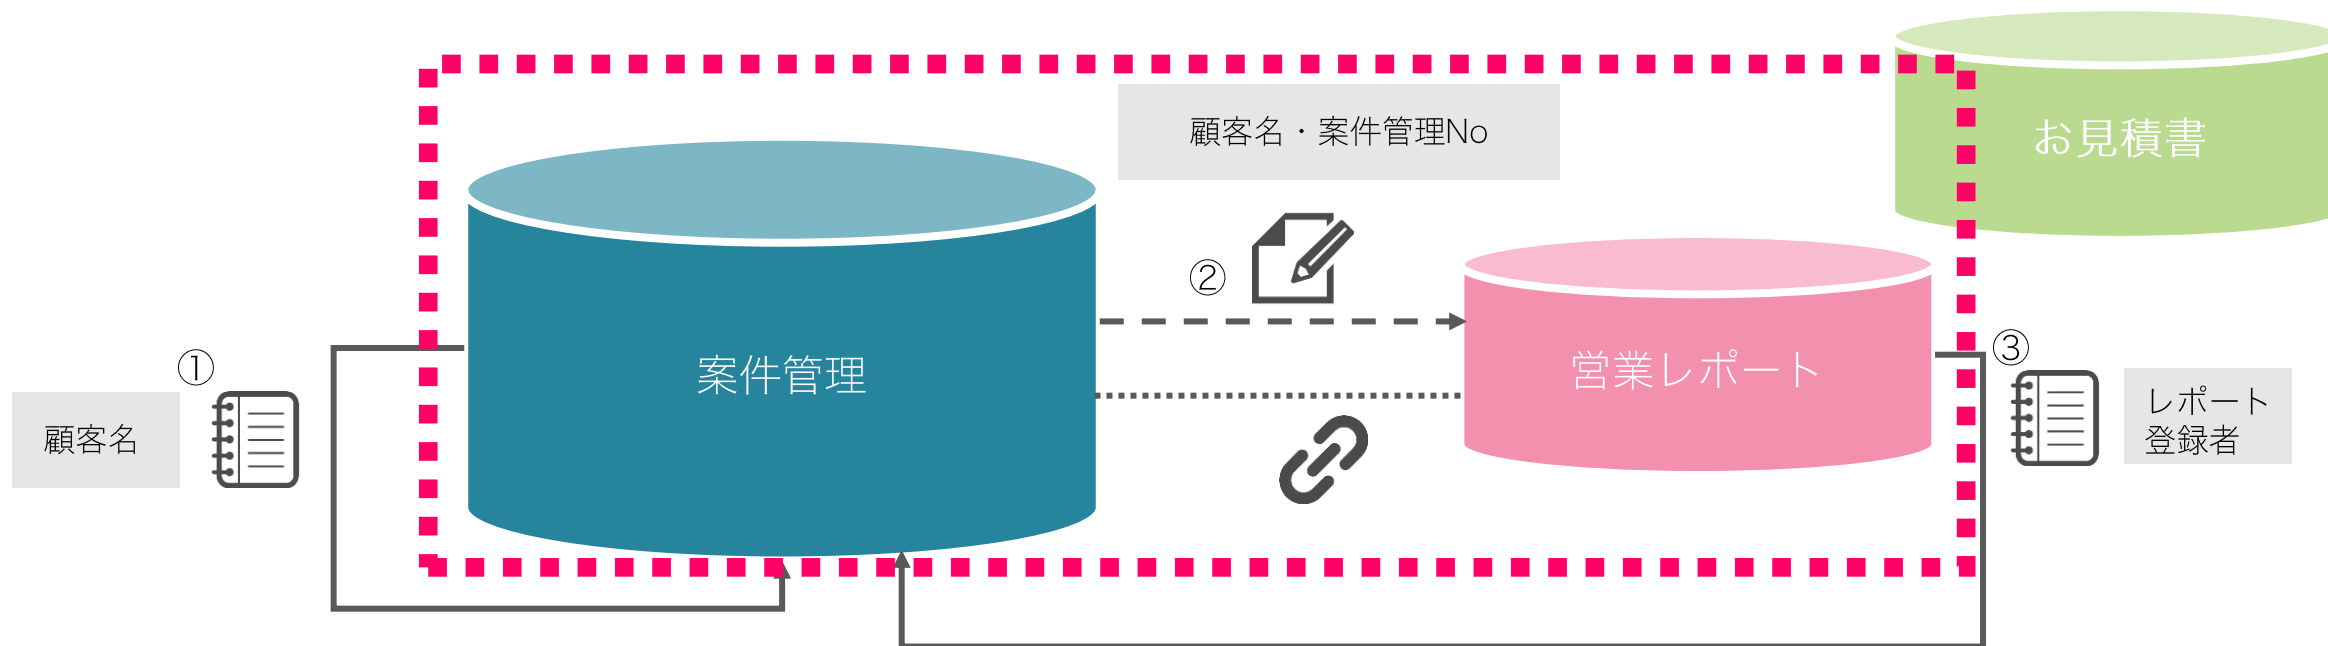 お見積書
顧客名・案件管理No
②
案件管理
営業レポート
①
顧客名
③
レポート
登録者